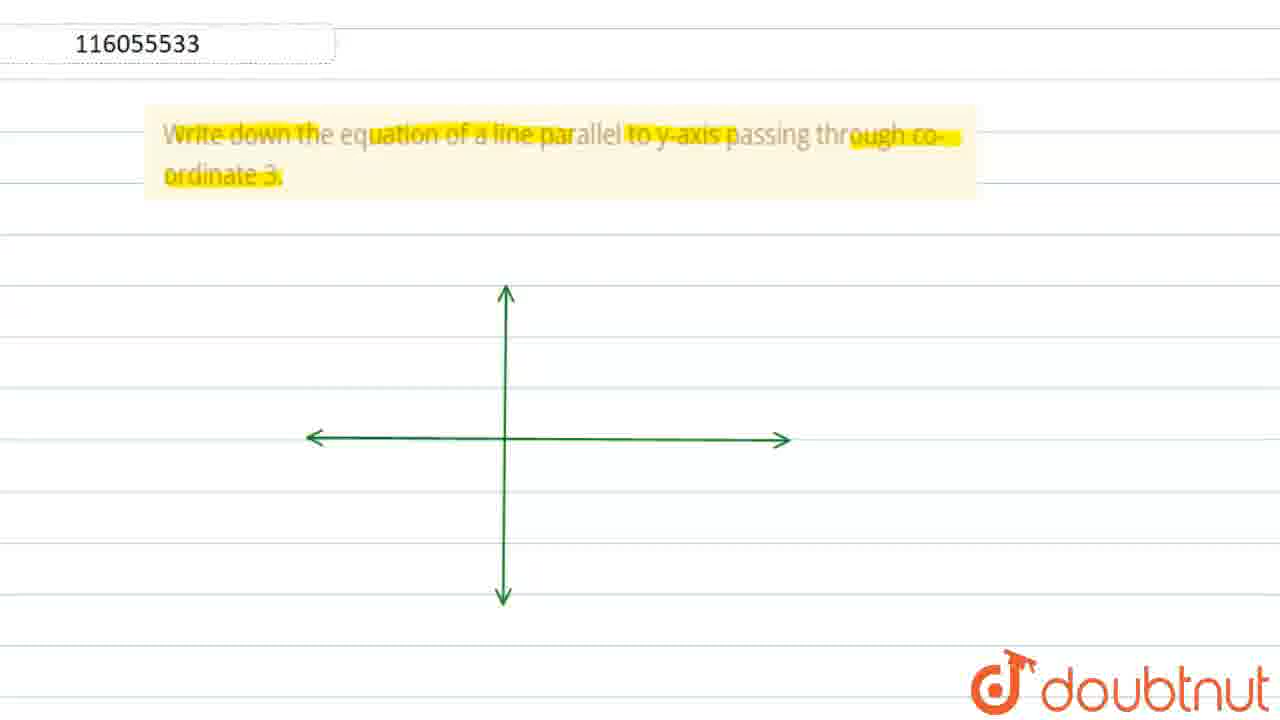 116055533
Write down the equation of a line parallel to y-axis passing through co-
ordinate 3.
doubtnut